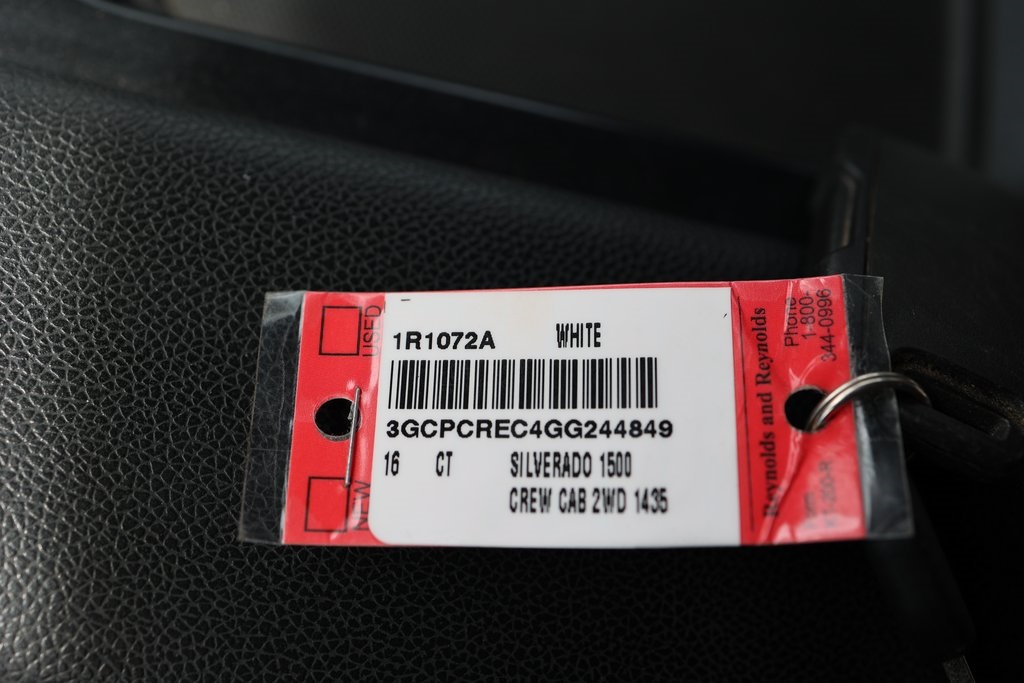 USED
NEW
1R1072A WHITE
3GCPCREC4GG244849
16 CT SILVERADO 1500
CREW CAB 2WD 1435
Reynolds and Reynolds
Phone
1-800-
344-0996